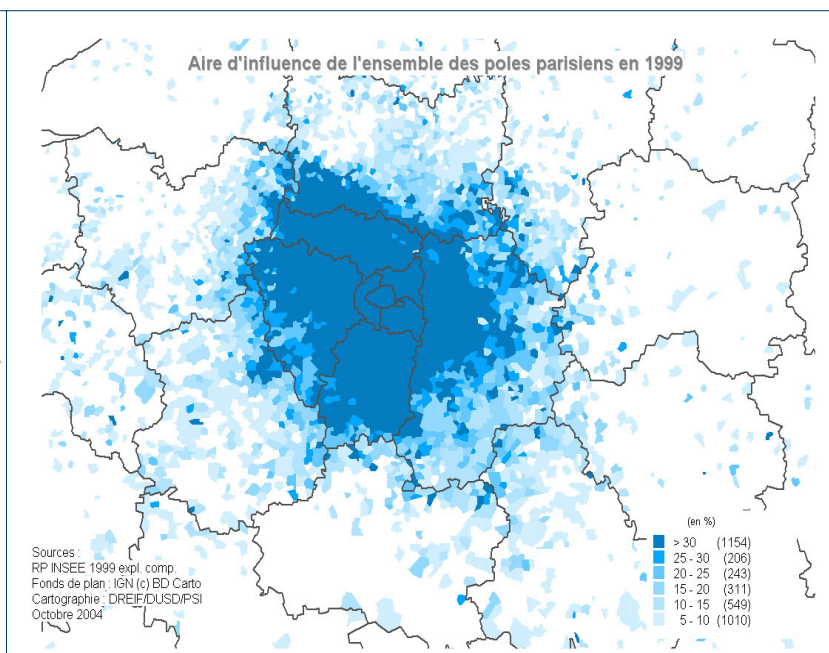 Aire d'influence de l'ensemble des poles parisiens en 1999
Sources :
RP INSEE 1999 expl. comp.
Fonds de plan : IGN (c) BD Carto
Cartographie : DREIF/DUSD/PSI
Octobre 2004
(en %)
> 30 (1154)
25 - 30 (206)
20 - 25 (243)
15 - 20 (311)
10 - 15 (549)
5 - 10 (1010)